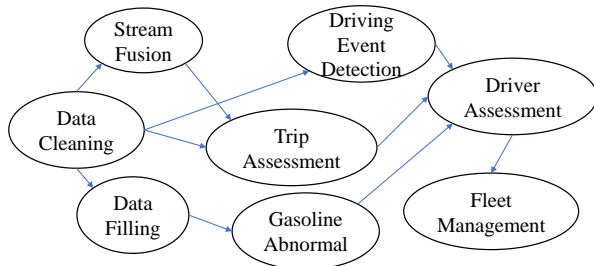 Stream
Fusion
Driving
Event
Detection
Data
Cleaning
Trip
Assessment
Driver
Assessment
Data
Filling
Gasoline
Abnormal
Fleet
Management